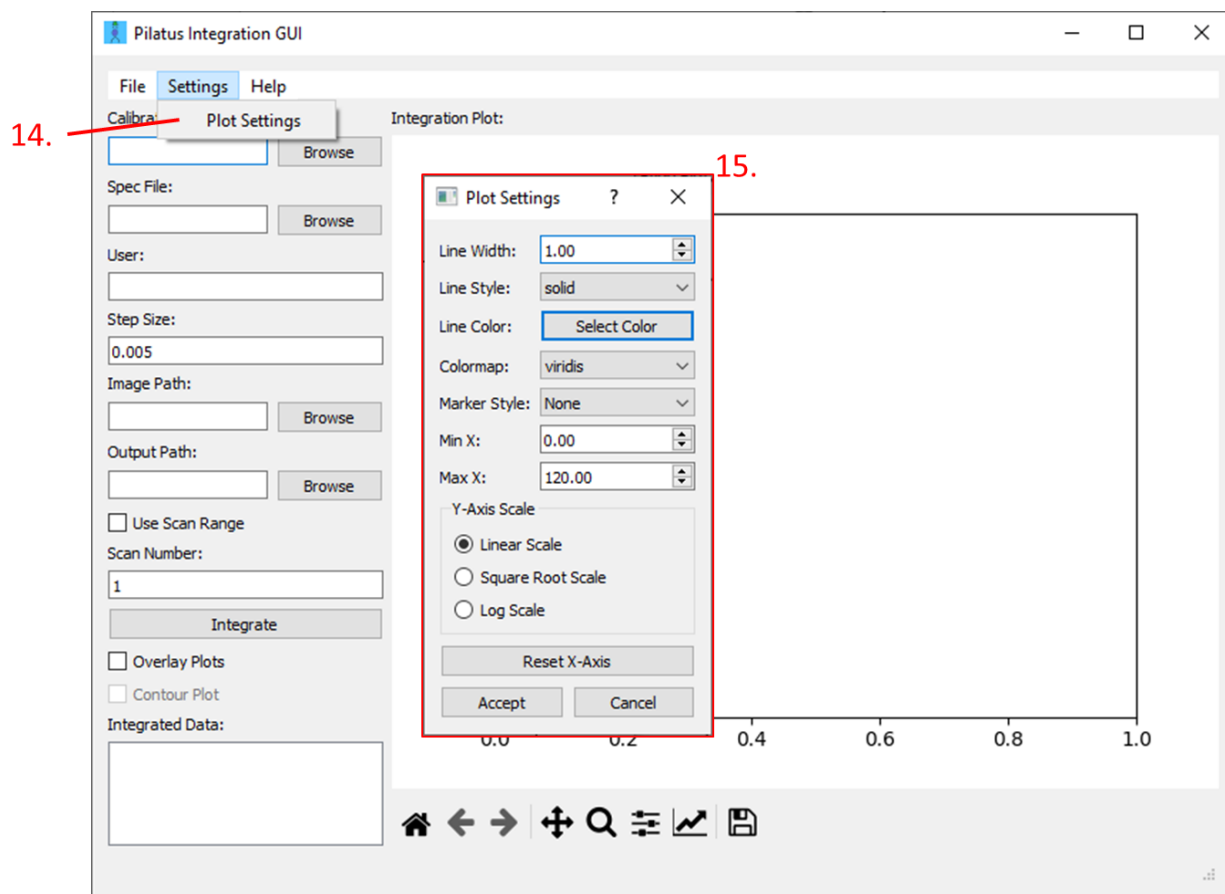 Pilatus Integration GUI
File Settings Help
14.
Plot Settings
Integration Plot:
Browse
Spec File:
Browse
User:
Step Size:
0.005
Image Path:
Browse
Output Path:
Browse
Use Scan Range
Scan Number:
1
Integrate
Overlay Plots
Contour Plot
Integrated Data:
15.
Plot Settings ?
Line Width: 1.00
Line Style: solid
Line Color: Select Color
Colormap: viridis
Marker Style: None
Min X: 0.00
Max X: 120.00
Y-Axis Scale
Linear Scale
Square Root Scale
Log Scale
Reset X-Axis
Accept Cancel
0.0 0.2 0.4 0.6 0.8 1.0